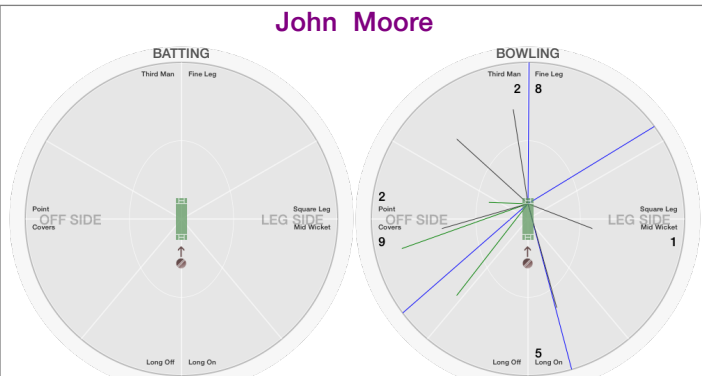 John Moore
BATTING
Third Man Fine Leg
Point
OFF SIDE
Covers
Square Leg
LEG SIDE
Mid Wicket
Long Off Long On
BOWLING
Third Man Fine Leg
2 8
2
Point
OFF SIDE
Covers
9
Square Leg
LEG SIDE
Mid Wicket
1
5
Long Off Long On